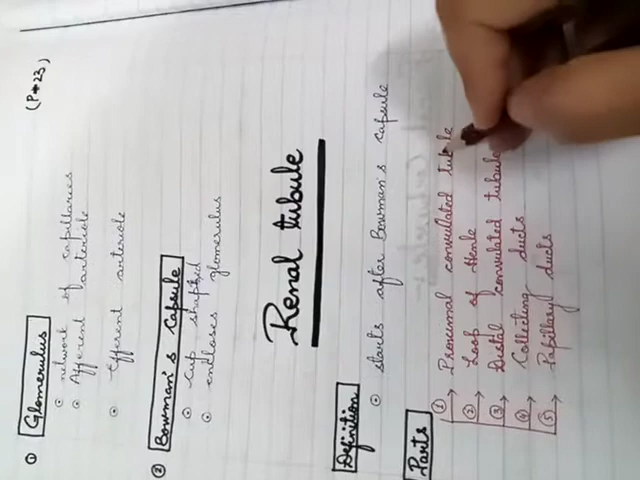 (P#23)
① Glomerulus
⊙ network of capillaries
⊙ Afferent arteriole
⊙ Efferent arteriole
② Bowman's Capsule
⊙ Cup shaped
⊙ encloses glomerulus
Renal tubule
Definition
⊙ starts after Bowman's capsule
Parts
① Proximal convulated tubule
② Loop of Henle
③ Distal convulated tubule
④ Collecting ducts
⑤ Papillary ducts